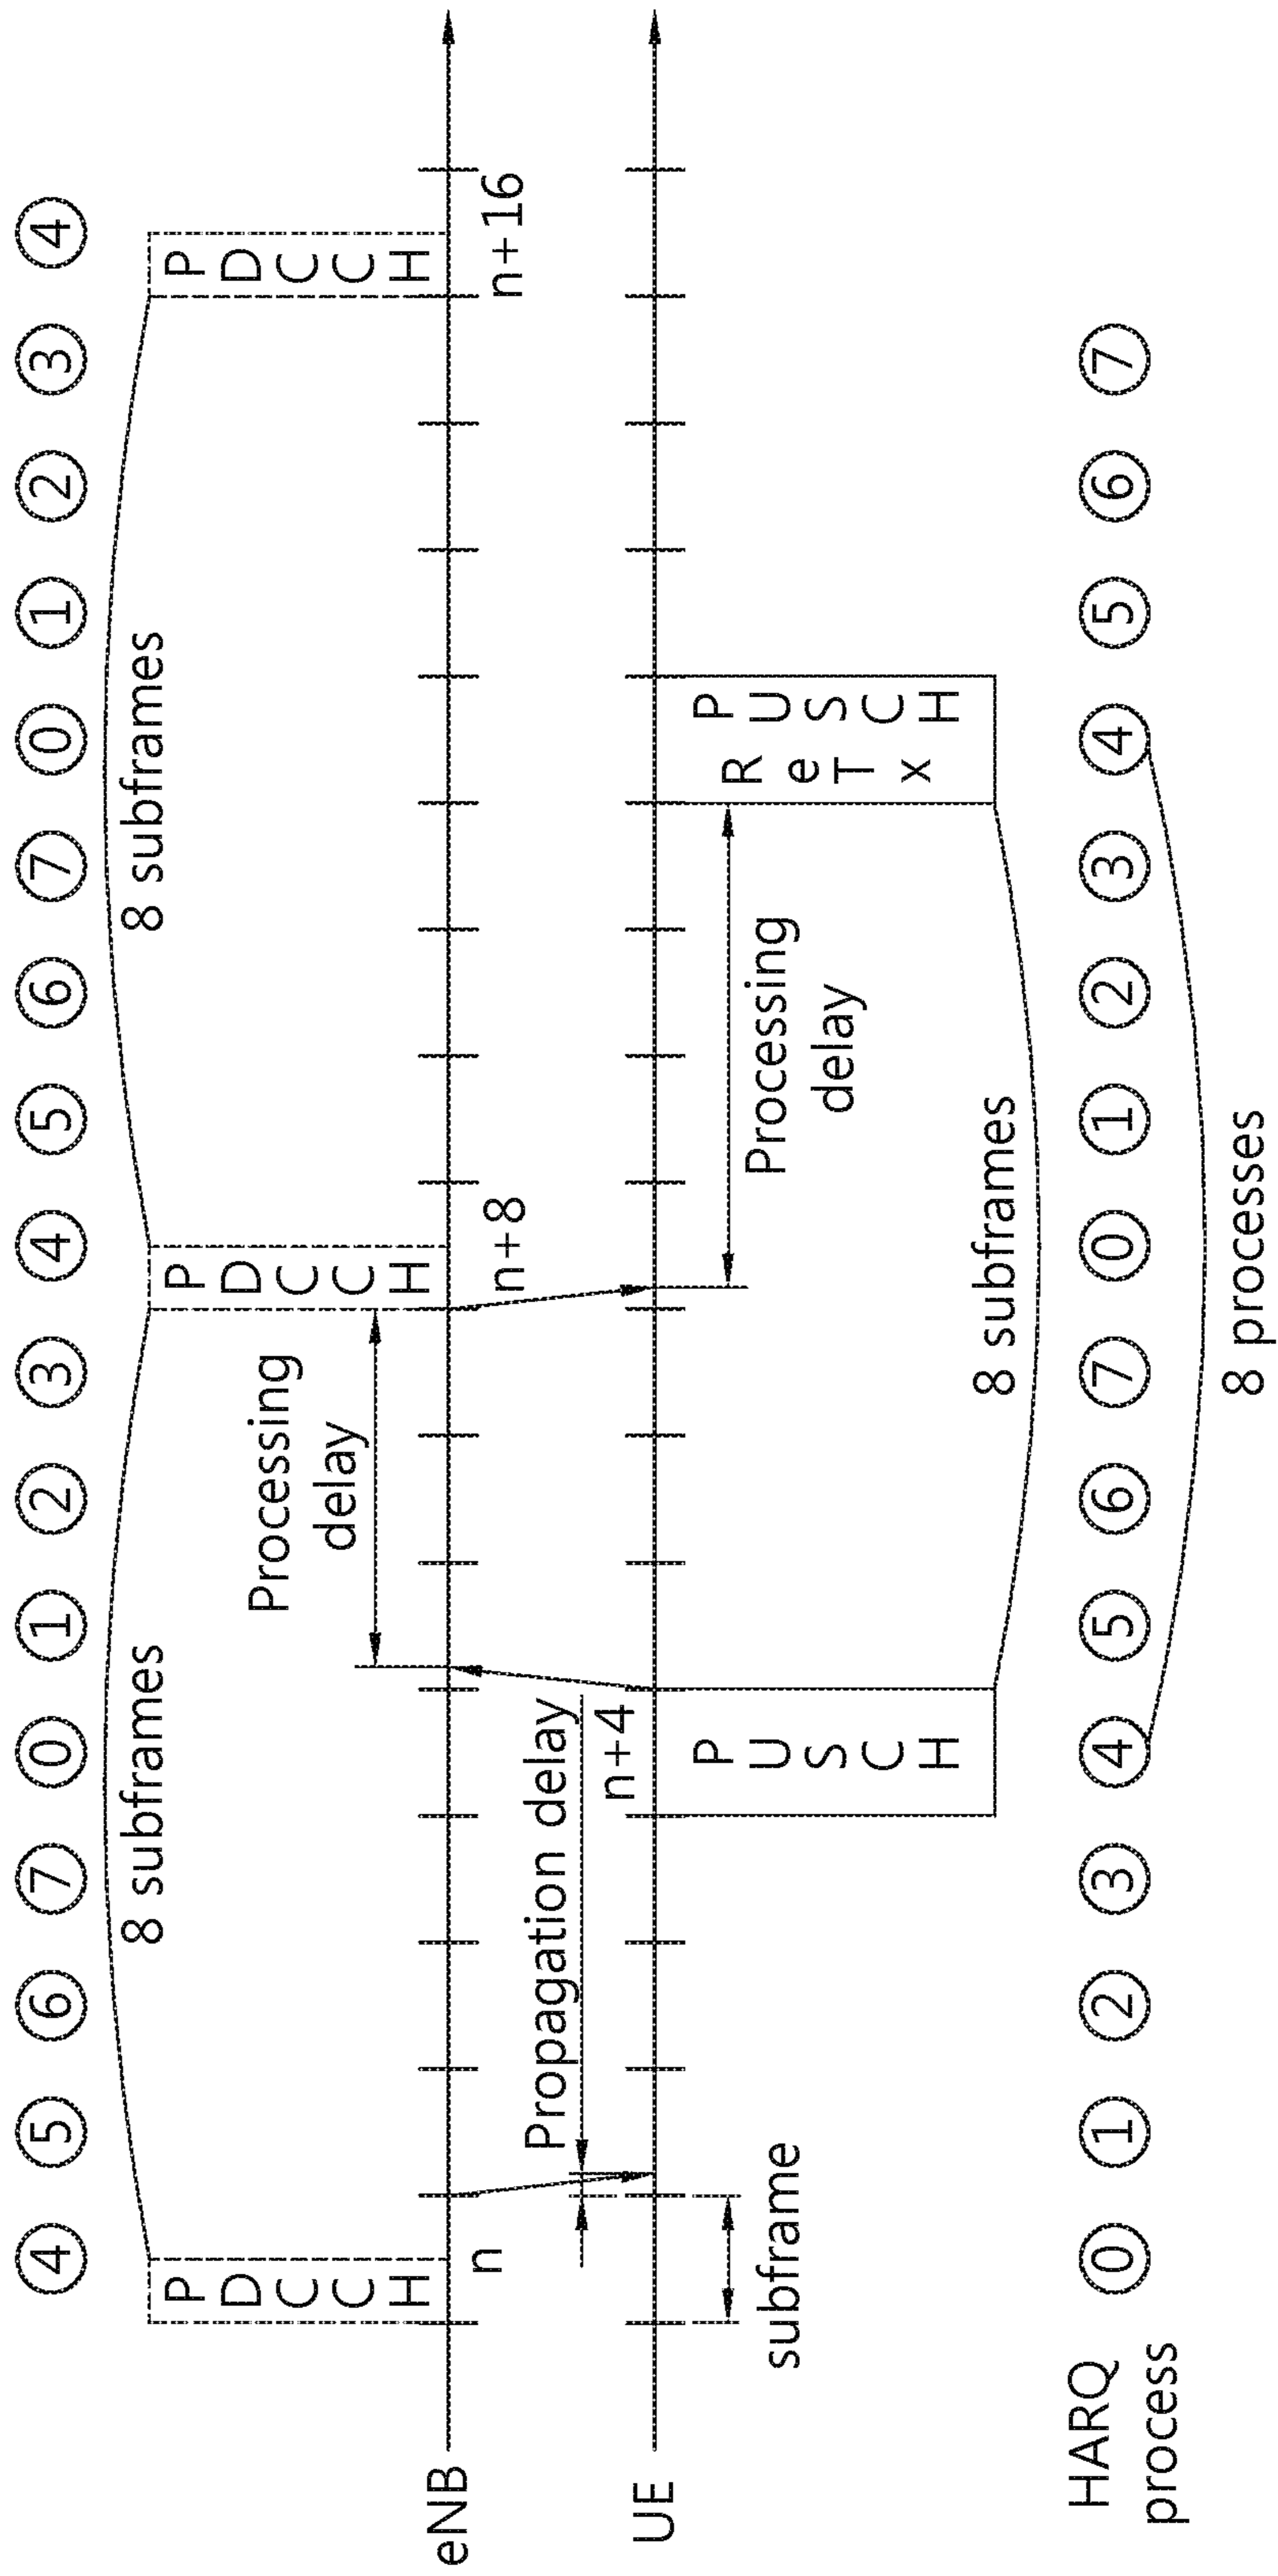 ④ ⑤ ⑥ ⑦ ⓪ ① ② ③ ④ ⑤ ⑥ ⑦ ⓪ ① ② ③ ④
8 subframes 8 subframes
PDCCH PDCCH PDCCH
Processing
delay
eNB
n n+8 n+16
Propagation delay
n+4
UE
subframe
PUSCH
PUSCH
ReTx
Processing
delay
8 subframes
HARQ
process
⓪ ① ② ③ ④ ⑤ ⑥ ⑦ ⓪ ① ② ③ ④ ⑤ ⑥ ⑦
8 processes